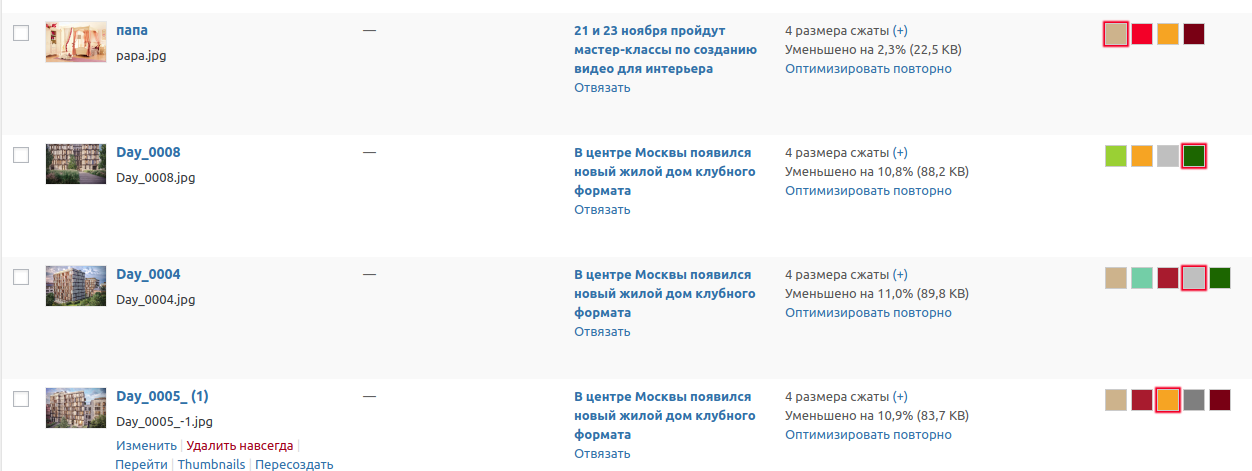 папа
papa.jpg
—
21 и 23 ноября пройдут
мастер-классы по созданию
видео для интерьера
Отвязать
4 размера сжаты (+)
Уменьшено на 2,3% (22,5 KB)
Оптимизировать повторно
Day_0008
Day_0008.jpg
—
В центре Москвы появился
новый жилой дом клубного
формата
Отвязать
4 размера сжаты (+)
Уменьшено на 10,8% (88,2 KB)
Оптимизировать повторно
Day_0004
Day_0004.jpg
—
В центре Москвы появился
новый жилой дом клубного
формата
Отвязать
4 размера сжаты (+)
Уменьшено на 11,0% (89,8 KB)
Оптимизировать повторно
Day_0005_ (1)
Day_0005_-1.jpg
Изменить | Удалить навсегда |
Перейти | Thumbnails | Пересоздать
—
В центре Москвы появился
новый жилой дом клубного
формата
Отвязать
4 размера сжаты (+)
Уменьшено на 10,9% (83,7 KB)
Оптимизировать повторно